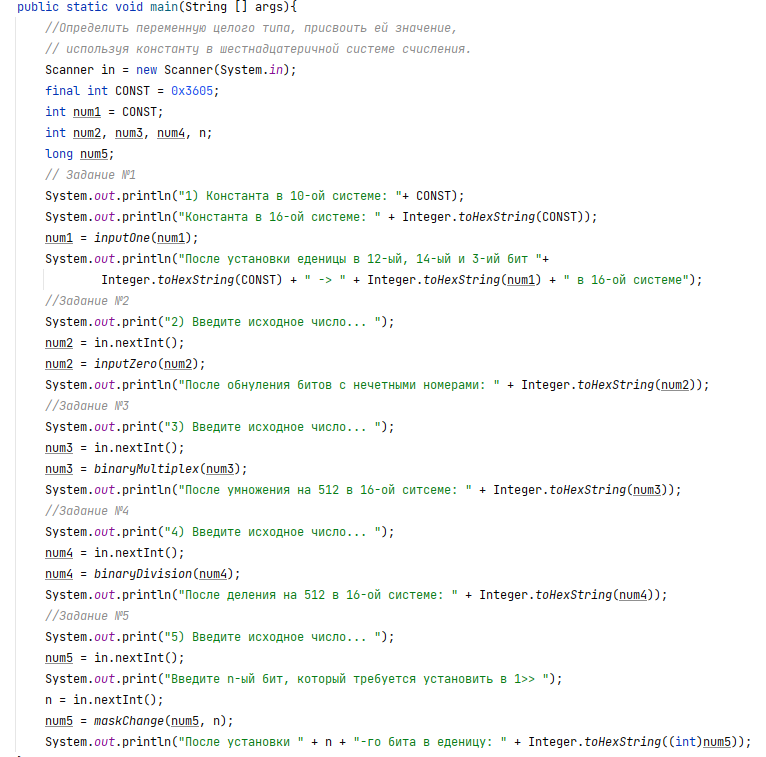 public static void main(String [] args){
//Определить переменную целого типа, присвоить ей значение,
// используя константу в шестнадцатеричной системе счисления.
Scanner in = new Scanner(System.in);
final int CONST = 0x3605;
int num1 = CONST;
int num2, num3, num4, n;
long num5;
// Задание №1
System.out.println("1) Константа в 10-ой системе: "+ CONST);
System.out.println("Константа в 16-ой системе: " + Integer.toHexString(CONST));
num1 = inputOne(num1);
System.out.println("После установки еденицы в 12-ый, 14-ый и 3-ий бит "+
Integer.toHexString(CONST) + " -> " + Integer.toHexString(num1) + " в 16-ой системе");
//Задание №2
System.out.print("2) Введите исходное число... ");
num2 = in.nextInt();
num2 = inputZero(num2);
System.out.println("После обнуления битов с нечетными номерами: " + Integer.toHexString(num2));
//Задание №3
System.out.print("3) Введите исходное число... ");
num3 = in.nextInt();
num3 = binaryMultiplex(num3);
System.out.println("После умножения на 512 в 16-ой ситсеме: " + Integer.toHexString(num3));
//Задание №4
System.out.print("4) Введите исходное число... ");
num4 = in.nextInt();
num4 = binaryDivision(num4);
System.out.println("После деления на 512 в 16-ой системе: " + Integer.toHexString(num4));
//Задание №5
System.out.print("5) Введите исходное число... ");
num5 = in.nextInt();
System.out.print("Введите n-ый бит, который требуется установить в 1>> ");
n = in.nextInt();
num5 = maskChange(num5, n);
System.out.println("После установки " + n + "-го бита в еденицу: " + Integer.toHexString((int)num5));